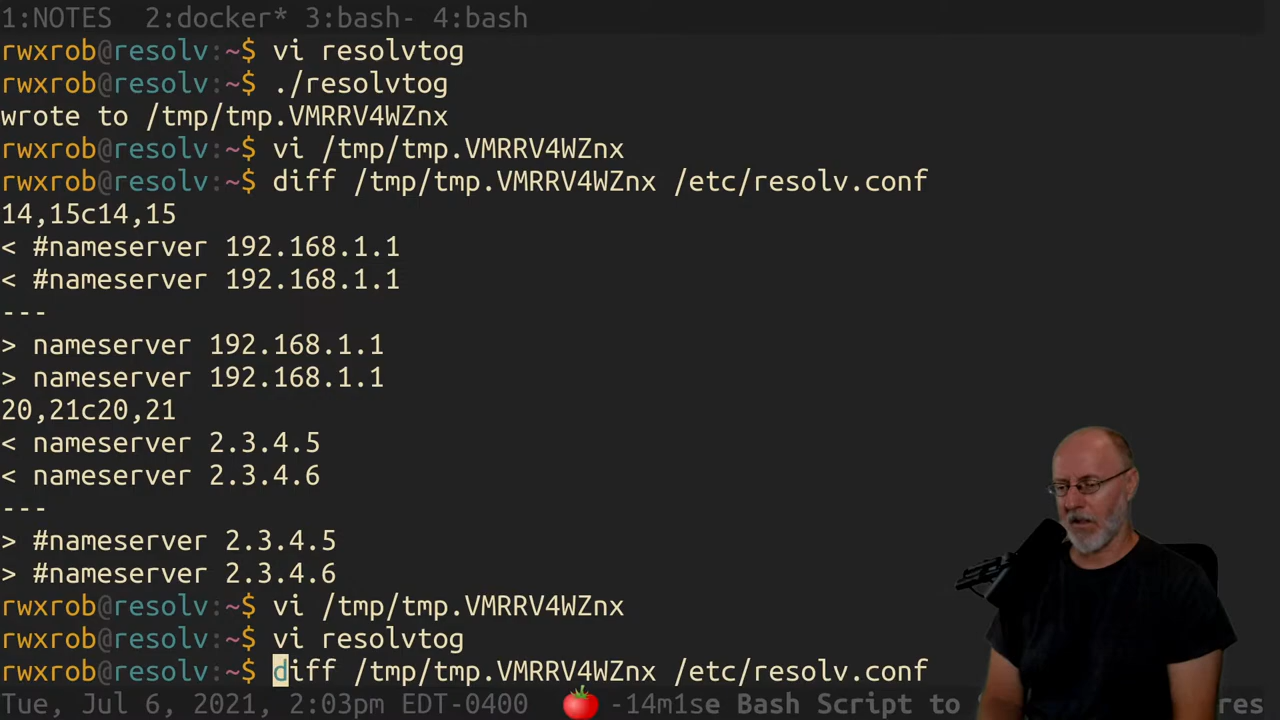 1:NOTES  2:docker* 3:bash- 4:bash
rwxrob@resolv:~$ vi resolvtog
rwxrob@resolv:~$ ./resolvtog
wrote to /tmp/tmp.VMRRV4WZnx
rwxrob@resolv:~$ vi /tmp/tmp.VMRRV4WZnx
rwxrob@resolv:~$ diff /tmp/tmp.VMRRV4WZnx /etc/resolv.conf
14,15c14,15
< #nameserver 192.168.1.1
< #nameserver 192.168.1.1
---
> nameserver 192.168.1.1
> nameserver 192.168.1.1
20,21c20,21
< nameserver 2.3.4.5
< nameserver 2.3.4.6
---
> #nameserver 2.3.4.5
> #nameserver 2.3.4.6
rwxrob@resolv:~$ vi /tmp/tmp.VMRRV4WZnx
rwxrob@resolv:~$ vi resolvtog
rwxrob@resolv:~$ diff /tmp/tmp.VMRRV4WZnx /etc/resolv.conf
Tue, Jul 6, 2021, 2:03pm EDT-0400 -14m1se Bash Script to